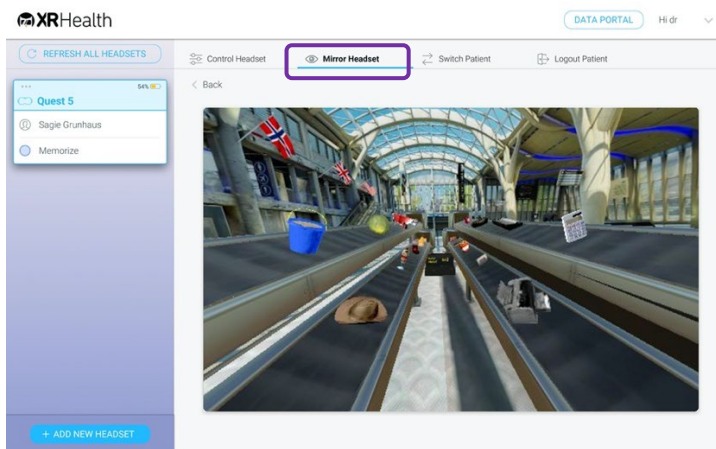 XRHealth
DATA PORTAL
Hi dr
REFRESH ALL HEADSETS
Control Headset
Mirror Headset
Switch Patient
Logout Patient
54%
Quest 5
Back
Sagie Grunhaus
Memorize
+ ADD NEW HEADSET